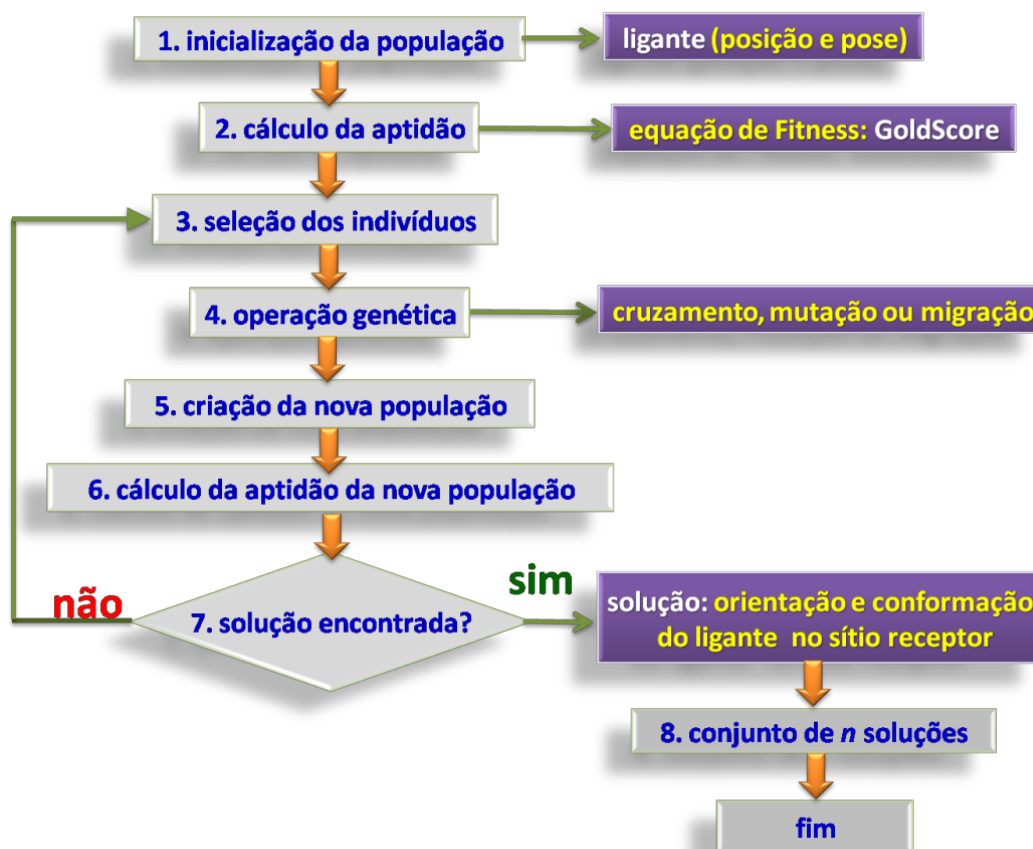 1. inicialização da população
ligante (posição e pose)
2. cálculo da aptidão
equação de Fitness: GoldScore
3. seleção dos indivíduos
4. operação genética
cruzamento, mutação ou migração
5. criação da nova população
6. cálculo da aptidão da nova população
não
7. solução encontrada?
sim
solução: orientação e conformação
do ligante no sítio receptor
8. conjunto de n soluções
fim